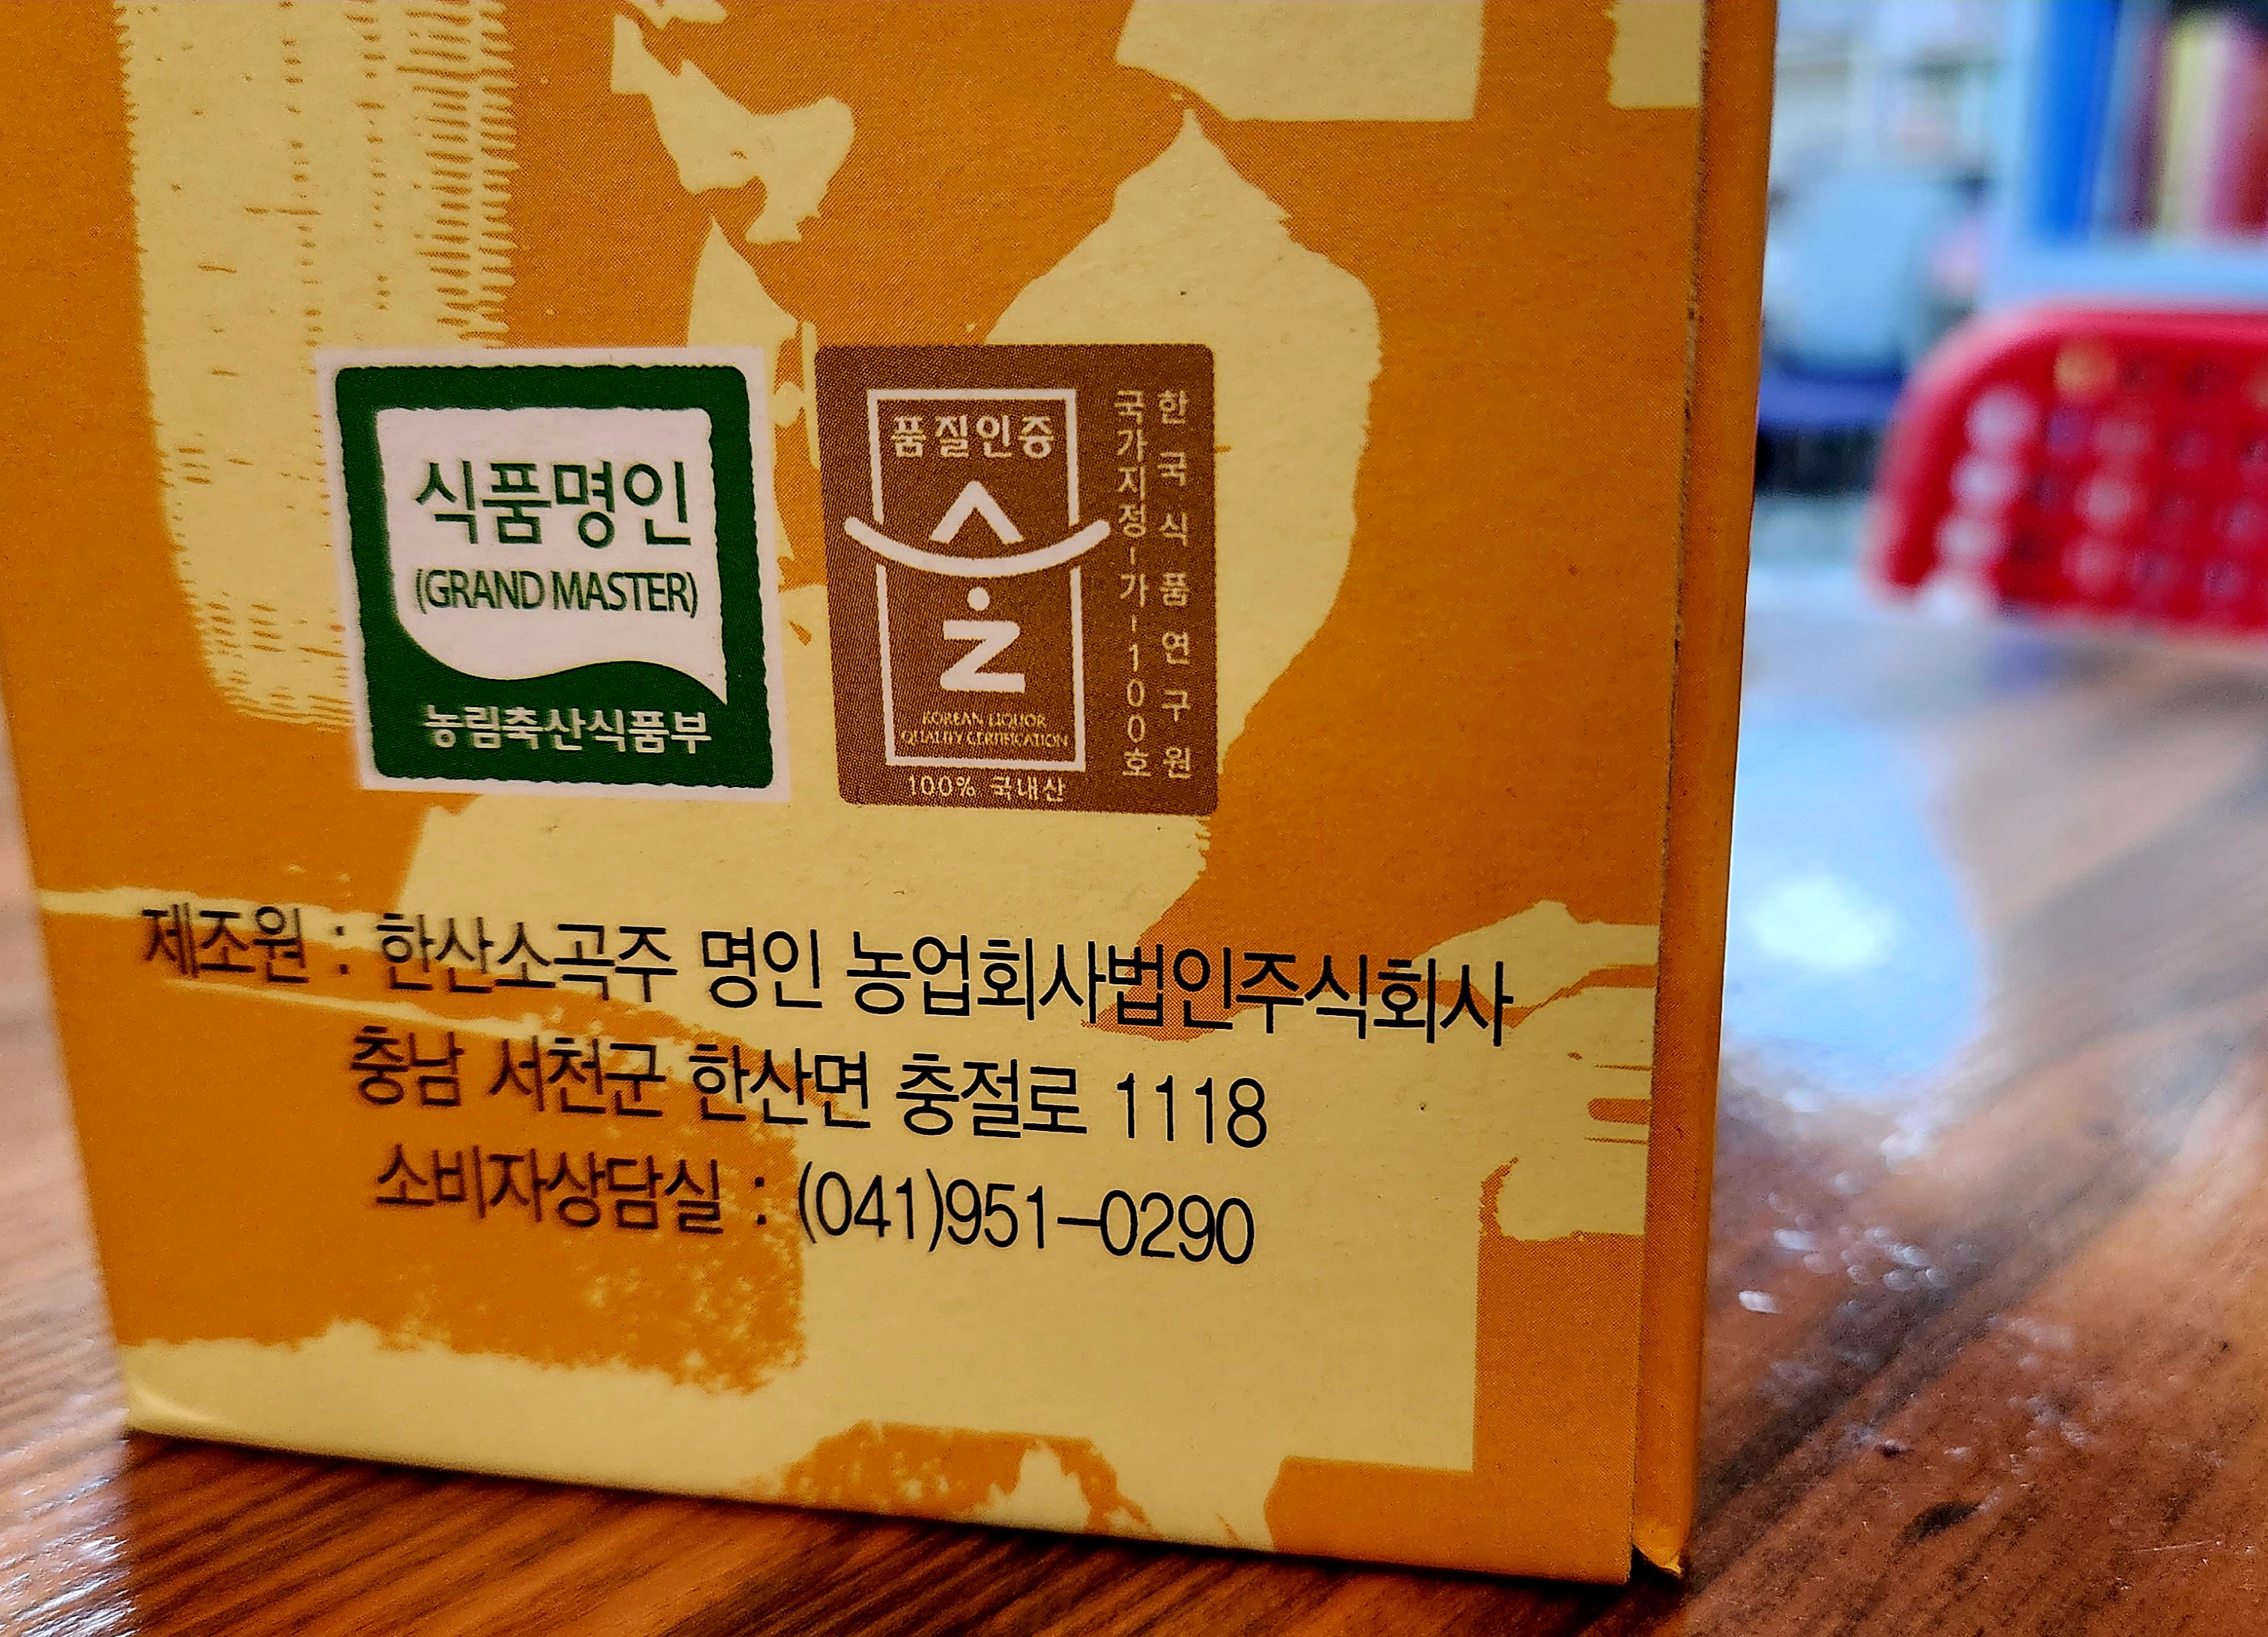 식품명인
(GRAND MASTER)
농림축산식품부
품질인증
KOREAN LIQUOR
QUALITY CERTIFICATION
100% 국내산
한국식품연구원
국가지정-가-100호
제조원 : 한산소곡주 명인 농업회사법인주식회사
충남 서천군 한산면 충절로 1118
소비자상담실 : (041)951-0290